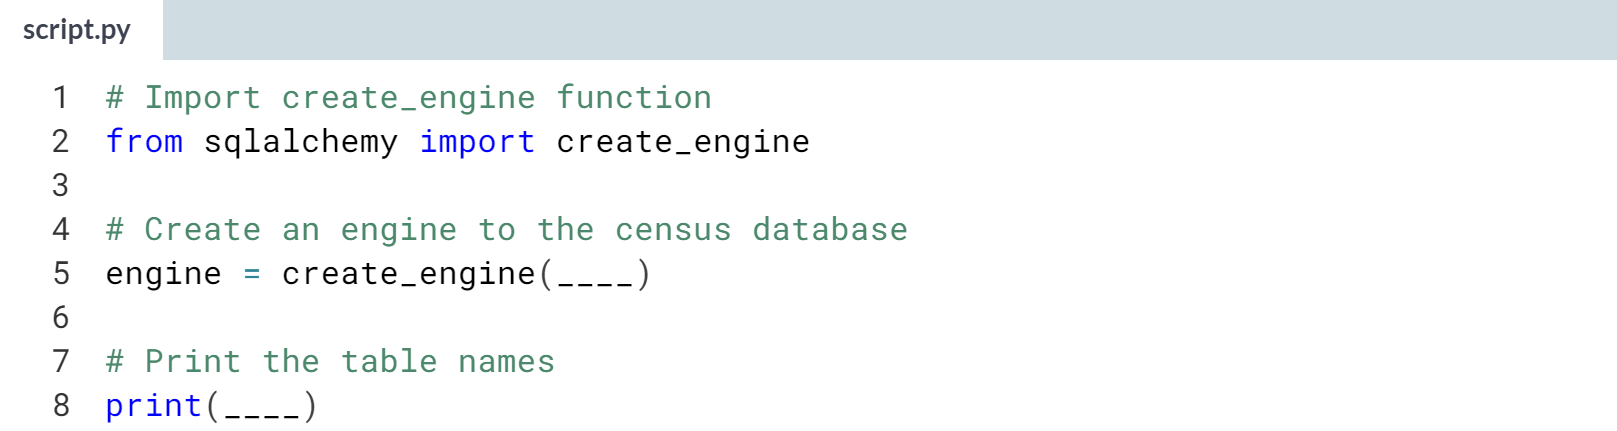 script.py
1 # Import create_engine function
2 from sqlalchemy import create_engine
3
4 # Create an engine to the census database
5 engine = create_engine(____)
6
7 # Print the table names
8 print(____)